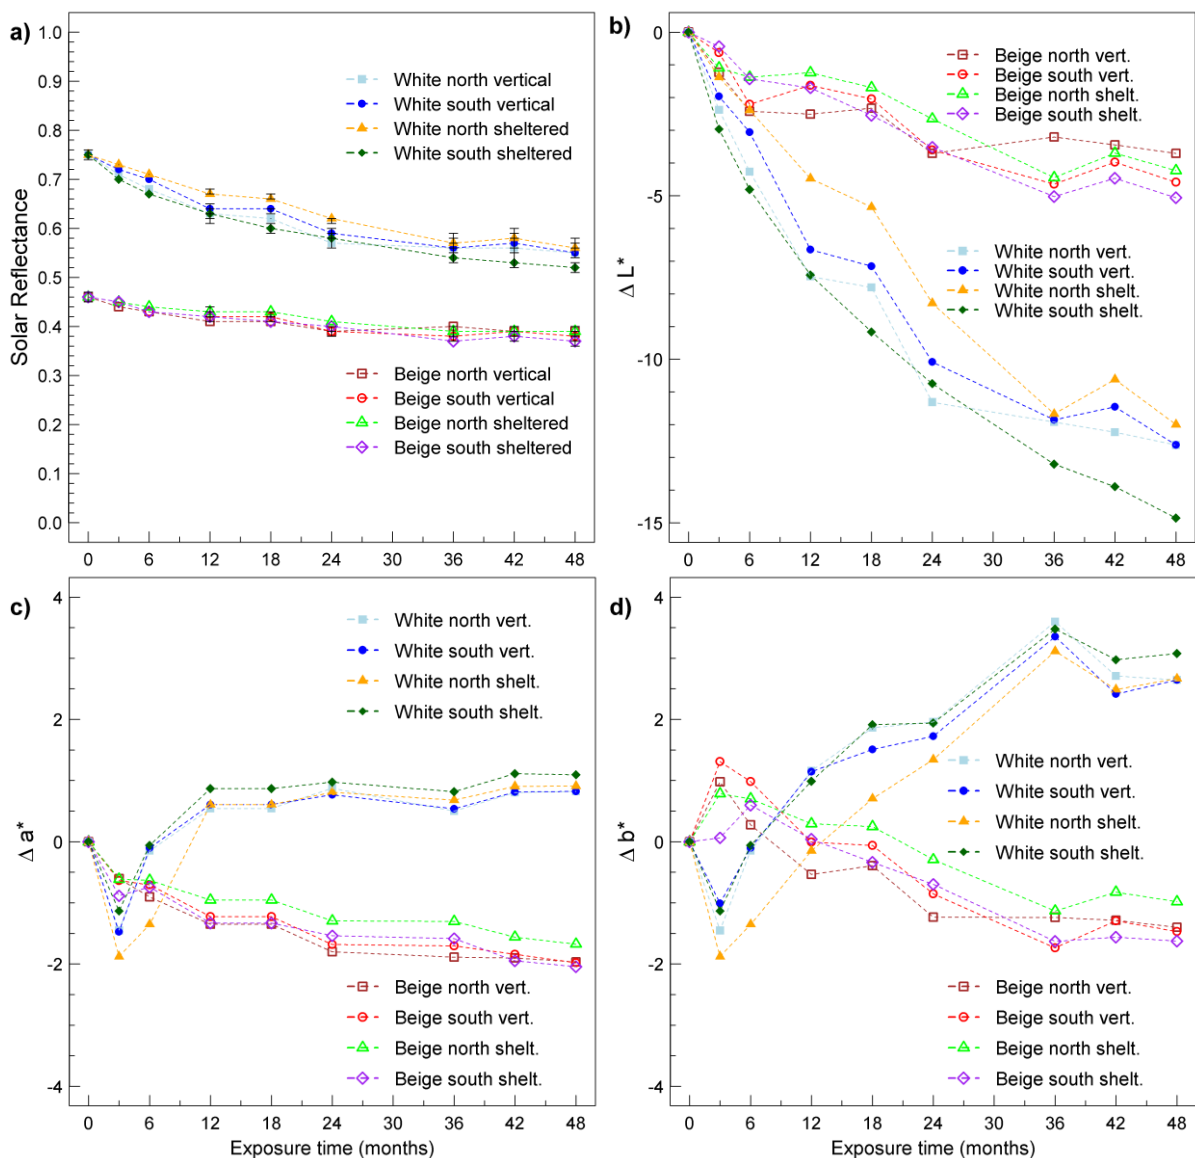 a)
1.0
0.9
0.8
0.7
0.6
0.5
0.4
0.3
0.2
0.1
0.0
Solar Reflectance
White north vertical
White south vertical
White north sheltered
White south sheltered
Beige north vertical
Beige south vertical
Beige north sheltered
Beige south sheltered
0 6 12 18 24 30 36 42 48
b)
0
-5
-10
-15
Δ L*
Beige north vert.
Beige south vert.
Beige north shelt.
Beige south shelt.
White north vert.
White south vert.
White north shelt.
White south shelt.
0 6 12 18 24 30 36 42 48
c)
4
2
0
-2
-4
Δ a*
White north vert.
White south vert.
White north shelt.
White south shelt.
Beige north vert.
Beige south vert.
Beige north shelt.
Beige south shelt.
0 6 12 18 24 30 36 42 48
Exposure time (months)
d)
4
2
0
-2
-4
Δ b*
White north vert.
White south vert.
White north shelt.
White south shelt.
Beige north vert.
Beige south vert.
Beige north shelt.
Beige south shelt.
0 6 12 18 24 30 36 42 48
Exposure time (months)